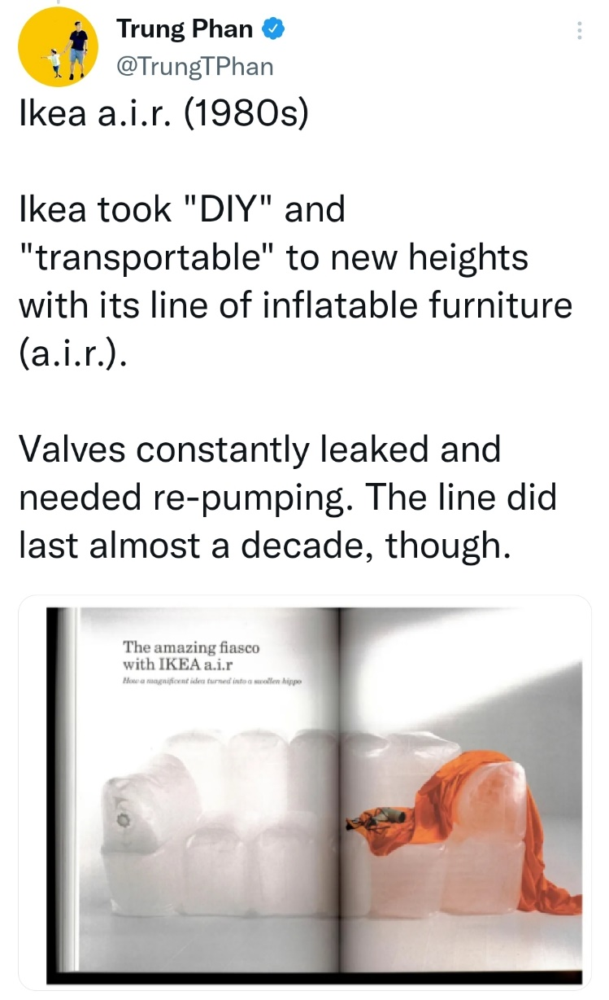 Trung Phan
@TrungTPhan
Ikea a.i.r. (1980s)
Ikea took "DIY" and
"transportable" to new heights
with its line of inflatable furniture
(a.i.r.).
Valves constantly leaked and
needed re-pumping. The line did
last almost a decade, though.
The amazing fiasco
with IKEA a.i.r
How a magnificent idea turned into a swollen hippo